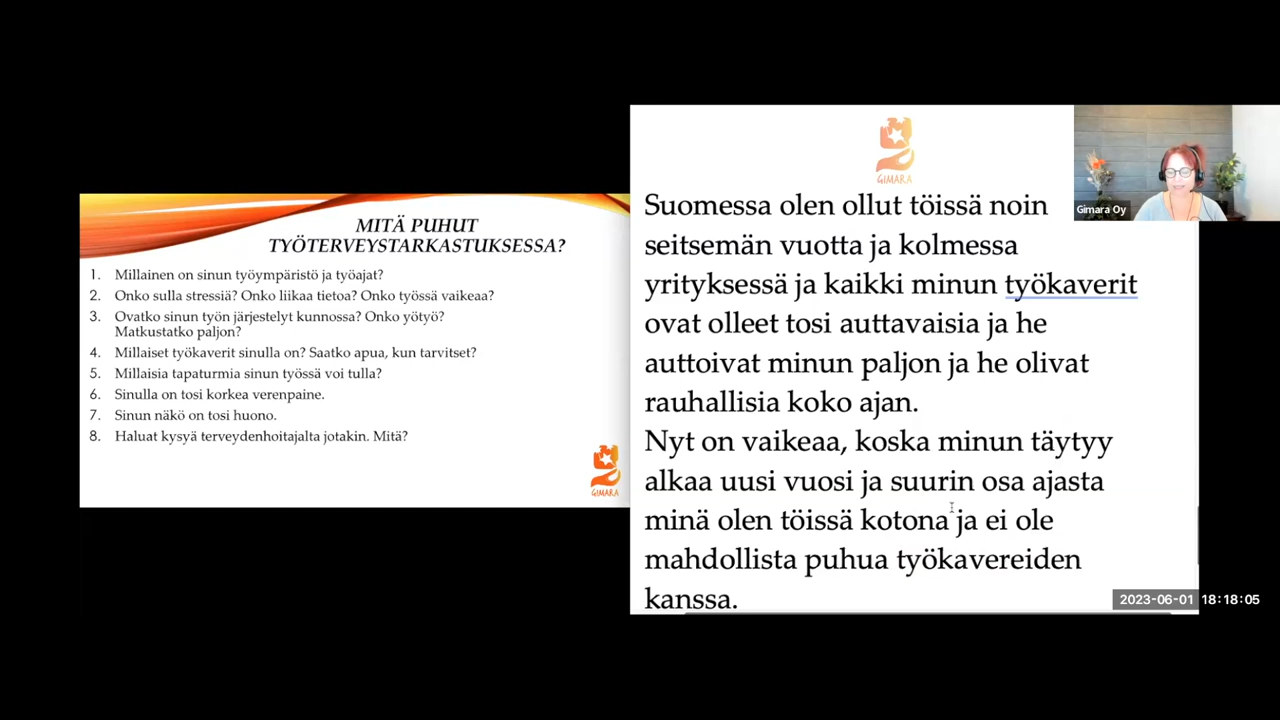 MITÄ PUHUT
TYÖTERVEYSTARKASTUKSESSA?
1. Millainen on sinun työympäristö ja työajat?
2. Onko sulla stressiä? Onko liikaa tietoa? Onko työssä vaikeaa?
3. Ovatko sinun työn järjestelyt kunnossa? Onko yötyö?
Matkustatko paljon?
4. Millaiset työkaverit sinulla on? Saatko apua, kun tarvitset?
5. Millaisia tapaturmia sinun työssä voi tulla?
6. Sinulla on tosi korkea verenpaine.
7. Sinun näkö on tosi huono.
8. Haluat kysyä terveydenhoitajalta jotakin. Mitä?
GIMARA
GIMARA
Suomessa olen ollut töissä noin
seitsemän vuotta ja kolmessa
yrityksessä ja kaikki minun työkaverit
ovat olleet tosi auttavaisia ja he
auttoivat minun paljon ja he olivat
rauhallisia koko ajan.
Nyt on vaikeaa, koska minun täytyy
alkaa uusi vuosi ja suurin osa ajasta
minä olen töissä kotona ja ei ole
mahdollista puhua työkavereiden
kanssa.
Gimara Oy
2023-06-01 18:18:05